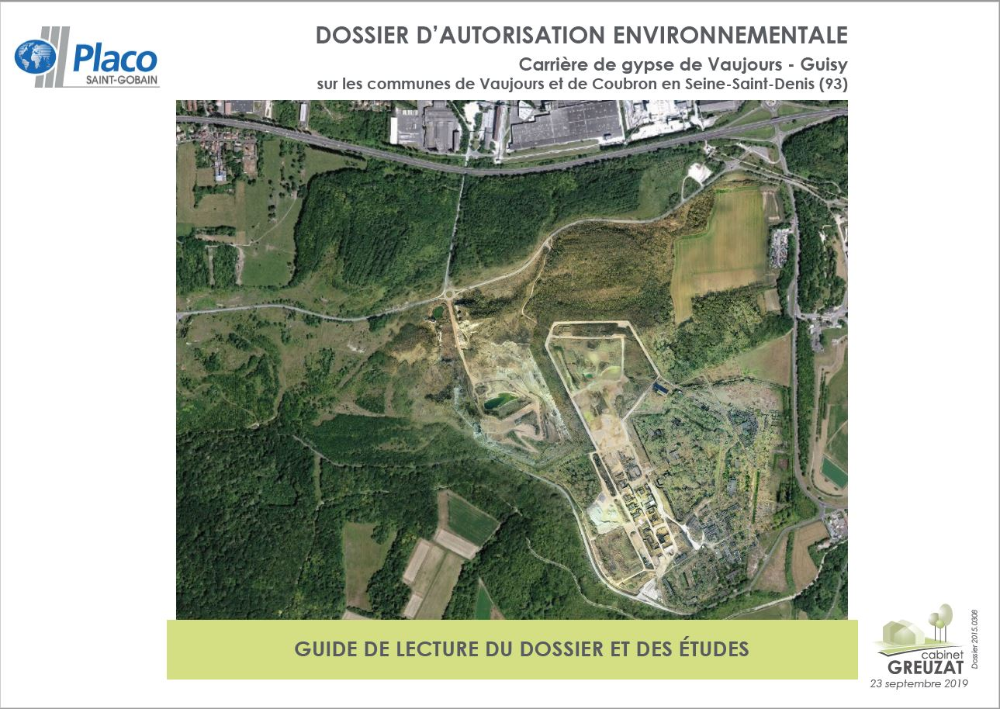 Placo
SAINT-GOBAIN
DOSSIER D'AUTORISATION ENVIRONNEMENTALE
Carrière de gypse de Vaujours - Guisy
sur les communes de Vaujours et de Coubron en Seine-Saint-Denis (93)
GUIDE DE LECTURE DU DOSSIER ET DES ÉTUDES
cabinet
GREUZAT
23 septembre 2019
Dossier 2015.0308